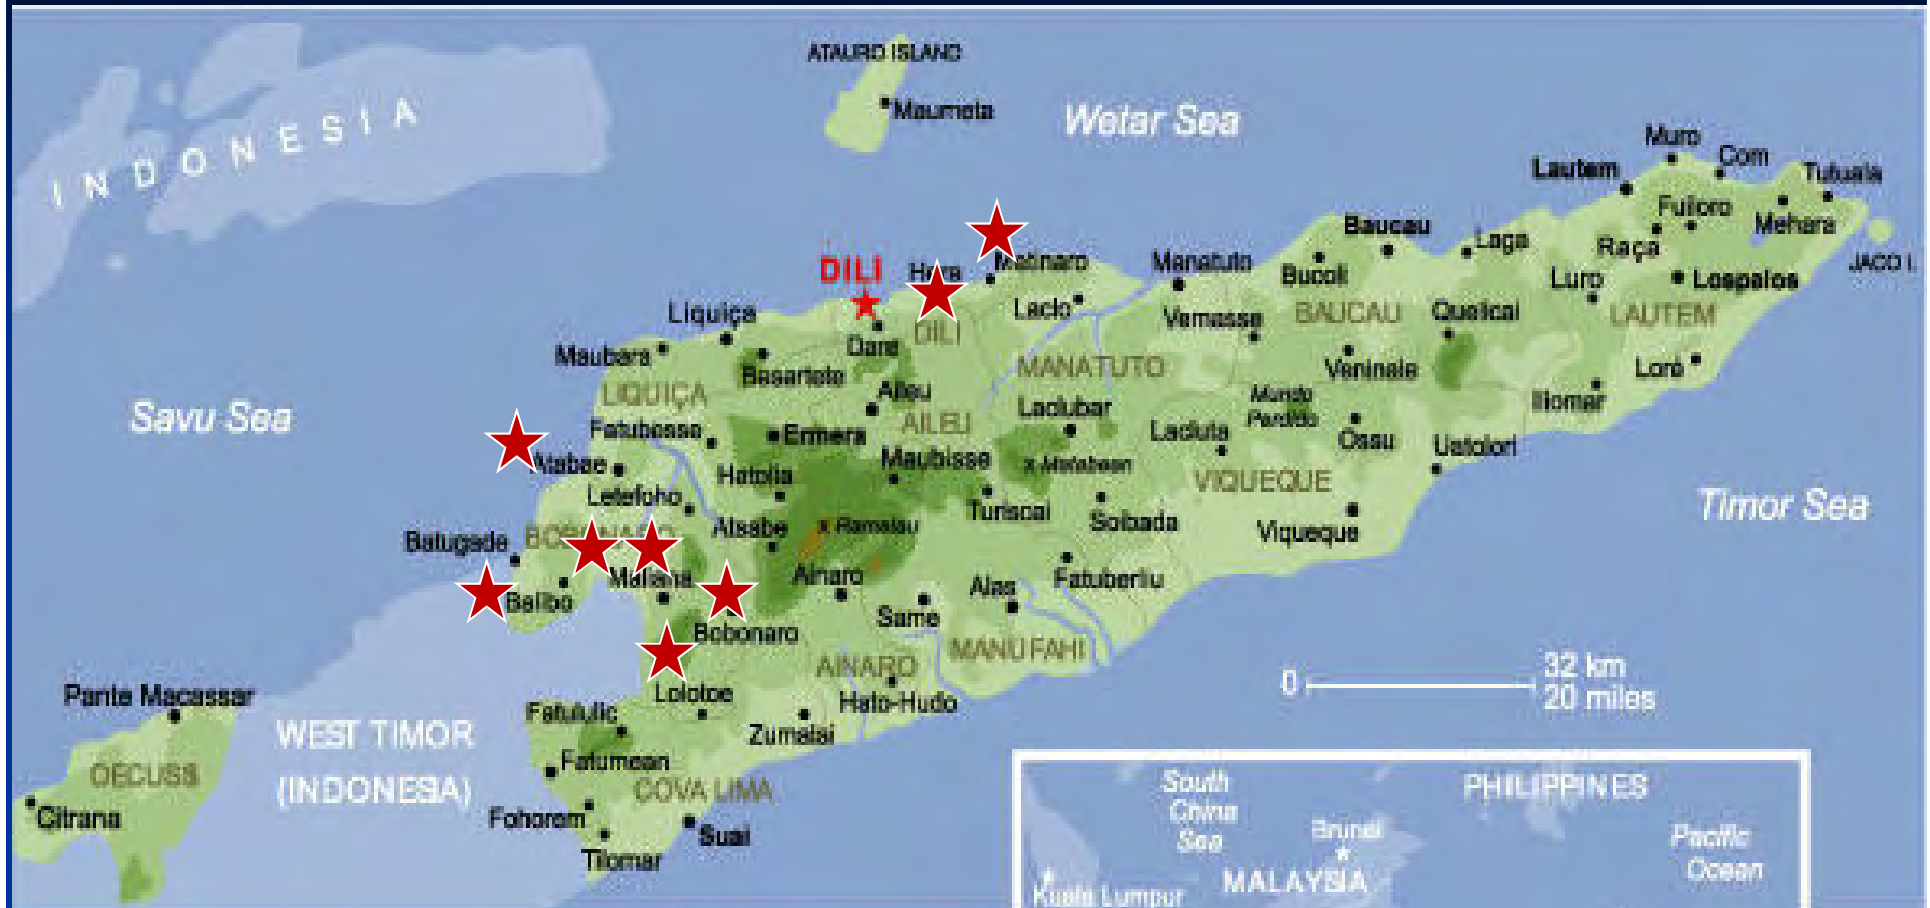 ATAURO ISLAND
Maumeta
Wetar Sea
INDONESIA
Muro
Com
Lautem
Tutuala
Fuiloro
Mehara
Raça
JACO I.
Baucau
Laga
Luro
Lospalos
Bucoli
Manatuto
Metinaro
Hera
DILI
Laclo
Vemasse
BAUCAU
Quelicai
LAUTEM
Liquiça
Dare
DILI
Maubara
Basartete
MANATUTO
Venilale
Lore
LIQUIÇA
Aileu
Laclubar
Mundo
Perdido
Iliomar
Savu Sea
Fatubessa
Ermera
AILEU
Lacluta
Ossu
Uatolori
Atabae
Hatolia
Maubisse
x Matabean
VIQUEQUE
Letefoho
Turiscai
Soibada
Timor Sea
Batugade
BOBONARO
Atsabe
x Ramelau
Viqueque
Maliana
Ainaro
Alas
Fatuberliu
Balibo
Same
Bobonaro
MANUFAHI
AINARO
0
32 km
20 miles
Pante Macassar
Lolotoe
Hato-Hudo
Fatululic
Zumalai
WEST TIMOR
(INDONESIA)
OECUSS
Fatumean
COVA LIMA
Citrana
Fohorem
Suai
Tilomar
South
China
Sea
PHILIPPINES
Brunei
Pacific
Ocean
MALAYSIA
Kuala Lumpur